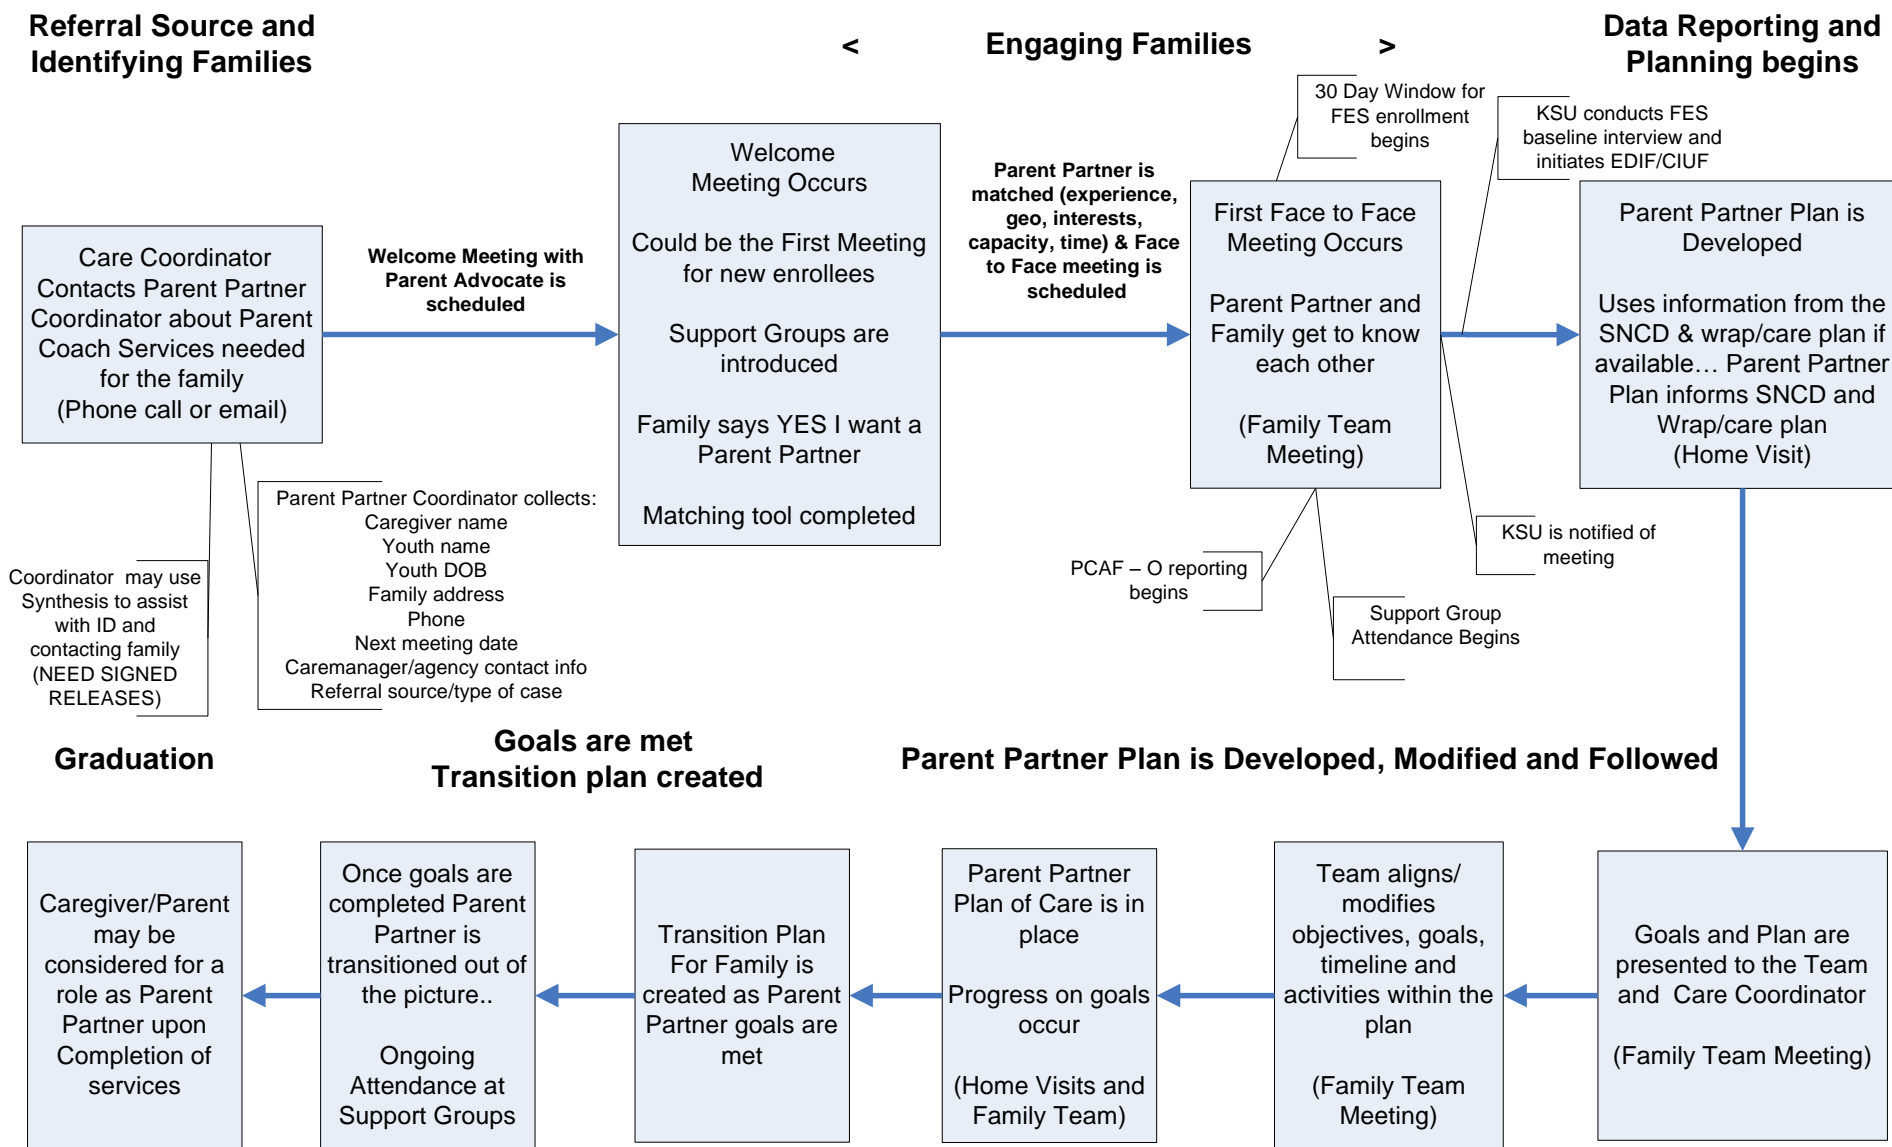 Referral Source and
Identifying Families
<
Engaging Families
>
Data Reporting and
Planning begins
Care Coordinator
Contacts Parent Partner
Coordinator about Parent
Coach Services needed
for the family
(Phone call or email)
Welcome Meeting with
Parent Advocate is
scheduled
Welcome
Meeting Occurs
Could be the First Meeting
for new enrollees
Support Groups are
introduced
Family says YES I want a
Parent Partner
Matching tool completed
Parent Partner is
matched (experience,
geo, interests,
capacity, time) & Face
to Face meeting is
scheduled
30 Day Window for
FES enrollment
begins
First Face to Face
Meeting Occurs
Parent Partner and
Family get to know
each other
(Family Team
Meeting)
KSU conducts FES
baseline interview and
initiates EDIF/CIUF
Parent Partner Plan is
Developed
Uses information from the
SNCD & wrap/care plan if
available… Parent Partner
Plan informs SNCD and
Wrap/care plan
(Home Visit)
Coordinator  may use
Synthesis to assist
with ID and
contacting family
(NEED SIGNED
RELEASES)
Parent Partner Coordinator collects:
Caregiver name
Youth name
Youth DOB
Family address
Phone
Next meeting date
Caremanager/agency contact info
Referral source/type of case
PCAF – O reporting
begins
Support Group
Attendance Begins
KSU is notified of
meeting
Graduation
Goals are met
Transition plan created
Parent Partner Plan is Developed, Modified and Followed
Caregiver/Parent
may be
considered for a
role as Parent
Partner upon
Completion of
services
Once goals are
completed Parent
Partner is
transitioned out of
the picture..
Ongoing
Attendance at
Support Groups
Transition Plan
For Family is
created as Parent
Partner goals are
met
Parent Partner
Plan of Care is in
place
Progress on goals
occur
(Home Visits and
Family Team)
Team aligns/
modifies
objectives, goals,
timeline and
activities within the
plan
(Family Team
Meeting)
Goals and Plan are
presented to the Team
and  Care Coordinator
(Family Team Meeting)